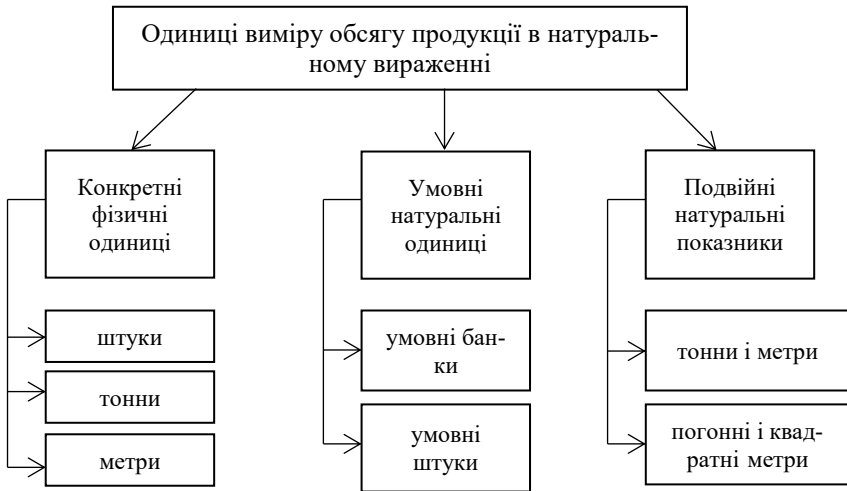 Одиниці виміру обсягу продукції в натураль-
ному вираженні
Конкретні
фізичні
одиниці
Умовні
натуральні
одиниці
Подвійні
натуральні
показники
штуки
тонни
метри
умовні бан-
ки
умовні
штуки
тонни і метри
погонні і квад-
ратні метри